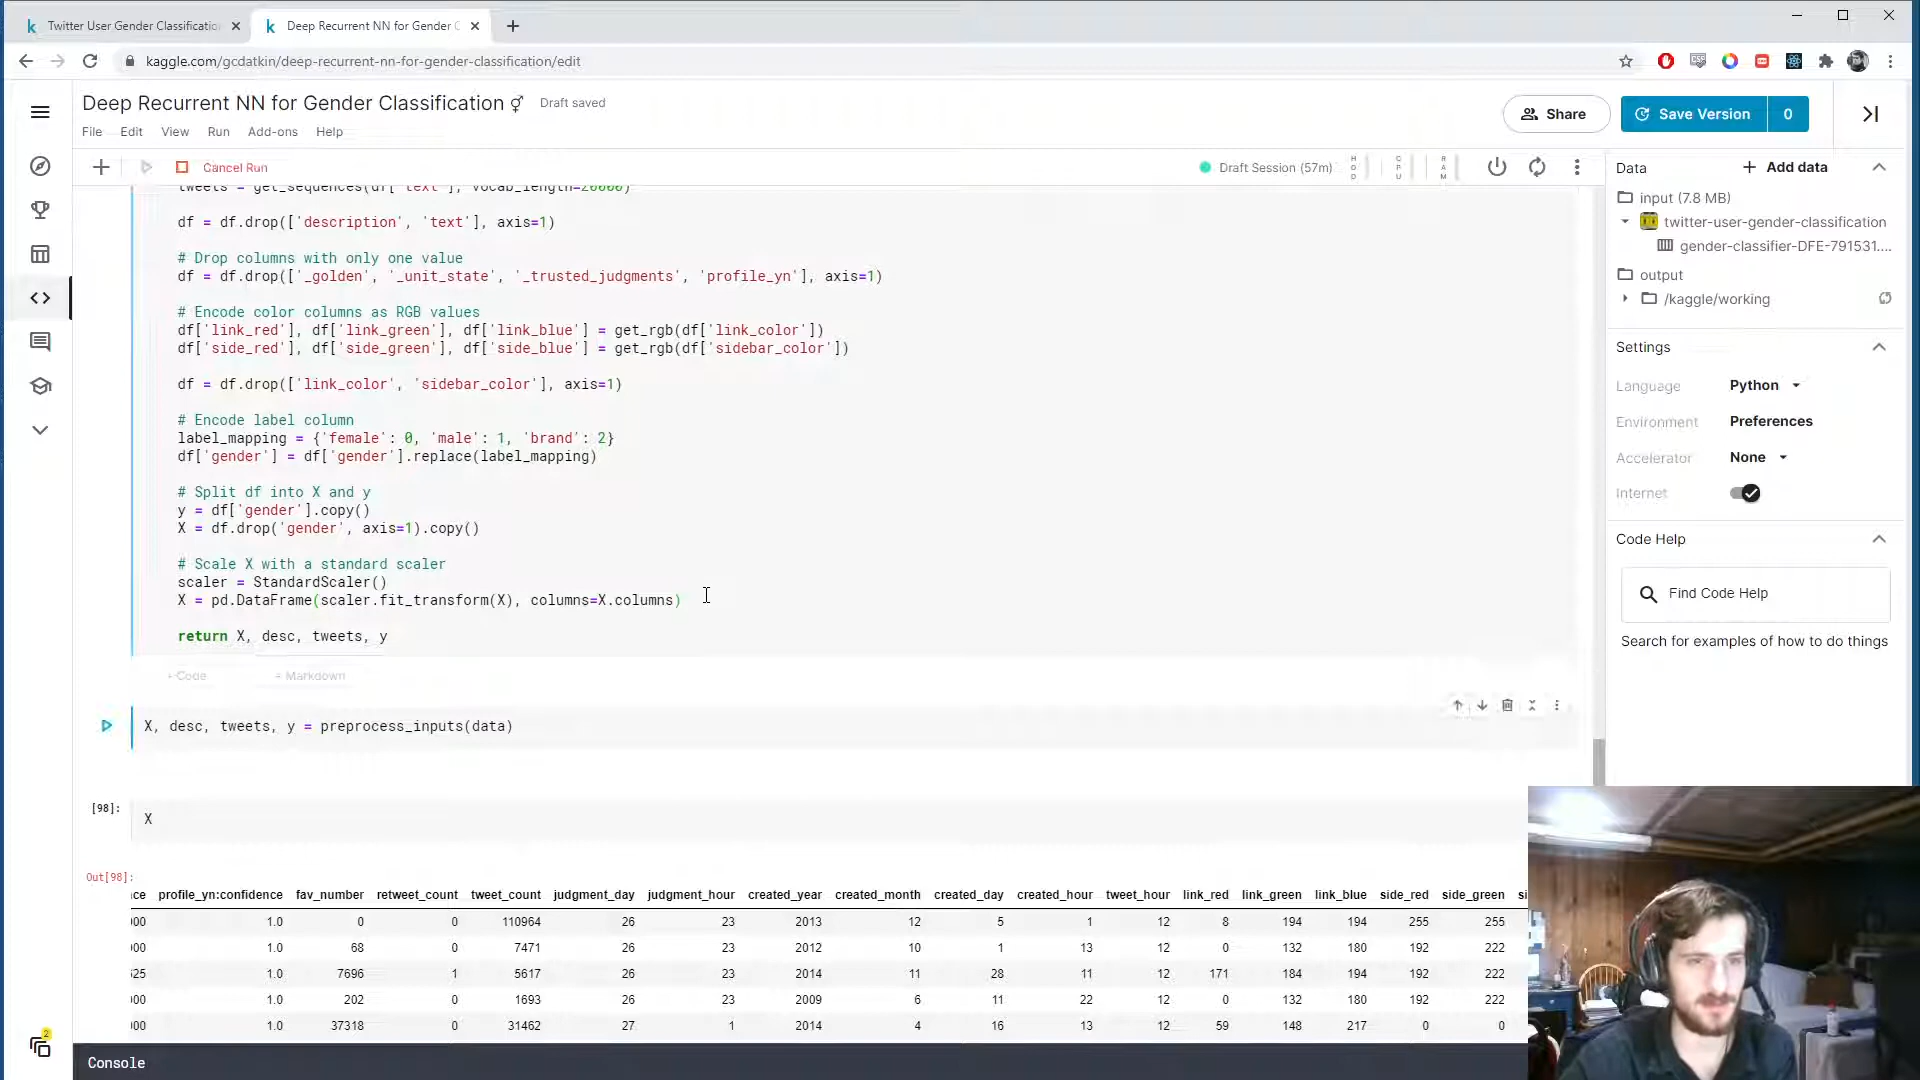 Twitter User Gender Classificatio
Deep Recurrent NN for Gender C
kaggle.com/gcdatkin/deep-recurrent-nn-for-gender-classification/edit
Deep Recurrent NN for Gender Classification ⚥ Draft saved
Share
Save Version 0
File Edit View Run Add-ons Help
Cancel Run
Draft Session (57m)
HDD
CPU
RAM
tweets = get_sequences(df['text'], vocab_length=20000)
df = df.drop(['description', 'text'], axis=1)
# Drop columns with only one value
df = df.drop(['_golden', '_unit_state', '_trusted_judgments', 'profile_yn'], axis=1)
# Encode color columns as RGB values
df['link_red'], df['link_green'], df['link_blue'] = get_rgb(df['link_color'])
df['side_red'], df['side_green'], df['side_blue'] = get_rgb(df['sidebar_color'])
df = df.drop(['link_color', 'sidebar_color'], axis=1)
# Encode label column
label_mapping = {'female': 0, 'male': 1, 'brand': 2}
df['gender'] = df['gender'].replace(label_mapping)
# Split df into X and y
y = df['gender'].copy()
X = df.drop('gender', axis=1).copy()
# Scale X with a standard scaler
scaler = StandardScaler()
X = pd.DataFrame(scaler.fit_transform(X), columns=X.columns)
return X, desc, tweets, y
+ Code + Markdown
X, desc, tweets, y = preprocess_inputs(data)
[98]:
X
Out[98]:
ce profile_yn:confidence fav_number retweet_count tweet_count judgment_day judgment_hour created_year created_month created_day created_hour tweet_hour link_red link_green link_blue side_red side_green si
000 1.0 0 0 110964 26 23 2013 12 5 1 12 8 194 194 255 255
000 1.0 68 0 7471 26 23 2012 10 1 13 12 0 132 180 192 222
625 1.0 7696 1 5617 26 23 2014 11 28 11 12 171 184 194 192 222
000 1.0 202 0 1693 26 23 2009 6 11 22 12 0 132 180 192 222
000 1.0 37318 0 31462 27 1 2014 4 16 13 12 59 148 217 0 0
Console
2
Data
Add data
input (7.8 MB)
twitter-user-gender-classification
gender-classifier-DFE-791531....
output
/kaggle/working
Settings
Language Python
Environment Preferences
Accelerator None
Internet
Code Help
Find Code Help
Search for examples of how to do things